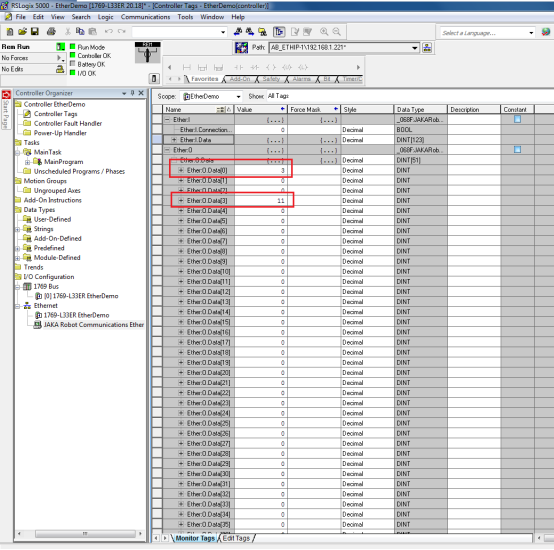 RSLogix 5000 - EtherDemo [1769-L33ER 20.18]* - [Controller Tags - EtherDemo(controller)]
File Edit View Search Logic Communications Tools Window Help
Select a Language...
Rem Run
Run Mode
No Forces
Controller OK
Battery OK
No Edits
I/O OK
REM
Path: AB_ETHIP-1\192.168.1.221*
Favorites Add-On Safety Alarms Bit Timer/C
Start Page
Controller Organizer
Controller EtherDemo
Controller Tags
Controller Fault Handler
Power-Up Handler
Tasks
MainTask
MainProgram
Unscheduled Programs / Phases
Motion Groups
Ungrouped Axes
Add-On Instructions
Data Types
User-Defined
Strings
Add-On-Defined
Predefined
Module-Defined
Trends
I/O Configuration
1769 Bus
[0] 1769-L33ER EtherDemo
Ethernet
1769-L33ER EtherDemo
JAKA Robot Communications Ether
Scope: EtherDemo Show: All Tags
Name Value Force Mask Style Data Type Description Constant
Ether:I {...} {...} _068F:JAKARob...
Ether:I.Connection... 0 Decimal BOOL
Ether:I.Data {...} {...} Decimal DINT[123]
Ether:O {...} {...} _068F:JAKARob...
Ether:O.Data {...} {...} Decimal DINT[51]
Ether:O.Data[0] 3 Decimal DINT
Ether:O.Data[1] 0 Decimal DINT
Ether:O.Data[2] 0 Decimal DINT
Ether:O.Data[3] 11 Decimal DINT
Ether:O.Data[4] 0 Decimal DINT
Ether:O.Data[5] 0 Decimal DINT
Ether:O.Data[6] 0 Decimal DINT
Ether:O.Data[7] 0 Decimal DINT
Ether:O.Data[8] 0 Decimal DINT
Ether:O.Data[9] 0 Decimal DINT
Ether:O.Data[10] 0 Decimal DINT
Ether:O.Data[11] 0 Decimal DINT
Ether:O.Data[12] 0 Decimal DINT
Ether:O.Data[13] 0 Decimal DINT
Ether:O.Data[14] 0 Decimal DINT
Ether:O.Data[15] 0 Decimal DINT
Ether:O.Data[16] 0 Decimal DINT
Ether:O.Data[17] 0 Decimal DINT
Ether:O.Data[18] 0 Decimal DINT
Ether:O.Data[19] 0 Decimal DINT
Ether:O.Data[20] 0 Decimal DINT
Ether:O.Data[21] 0 Decimal DINT
Ether:O.Data[22] 0 Decimal DINT
Ether:O.Data[23] 0 Decimal DINT
Ether:O.Data[24] 0 Decimal DINT
Ether:O.Data[25] 0 Decimal DINT
Ether:O.Data[26] 0 Decimal DINT
Ether:O.Data[27] 0 Decimal DINT
Ether:O.Data[28] 0 Decimal DINT
Ether:O.Data[29] 0 Decimal DINT
Ether:O.Data[30] 0 Decimal DINT
Ether:O.Data[31] 0 Decimal DINT
Ether:O.Data[32] 0 Decimal DINT
Ether:O.Data[33] 0 Decimal DINT
Ether:O.Data[34] 0 Decimal DINT
Ether:O.Data[35] 0 Decimal DINT
Monitor Tags Edit Tags